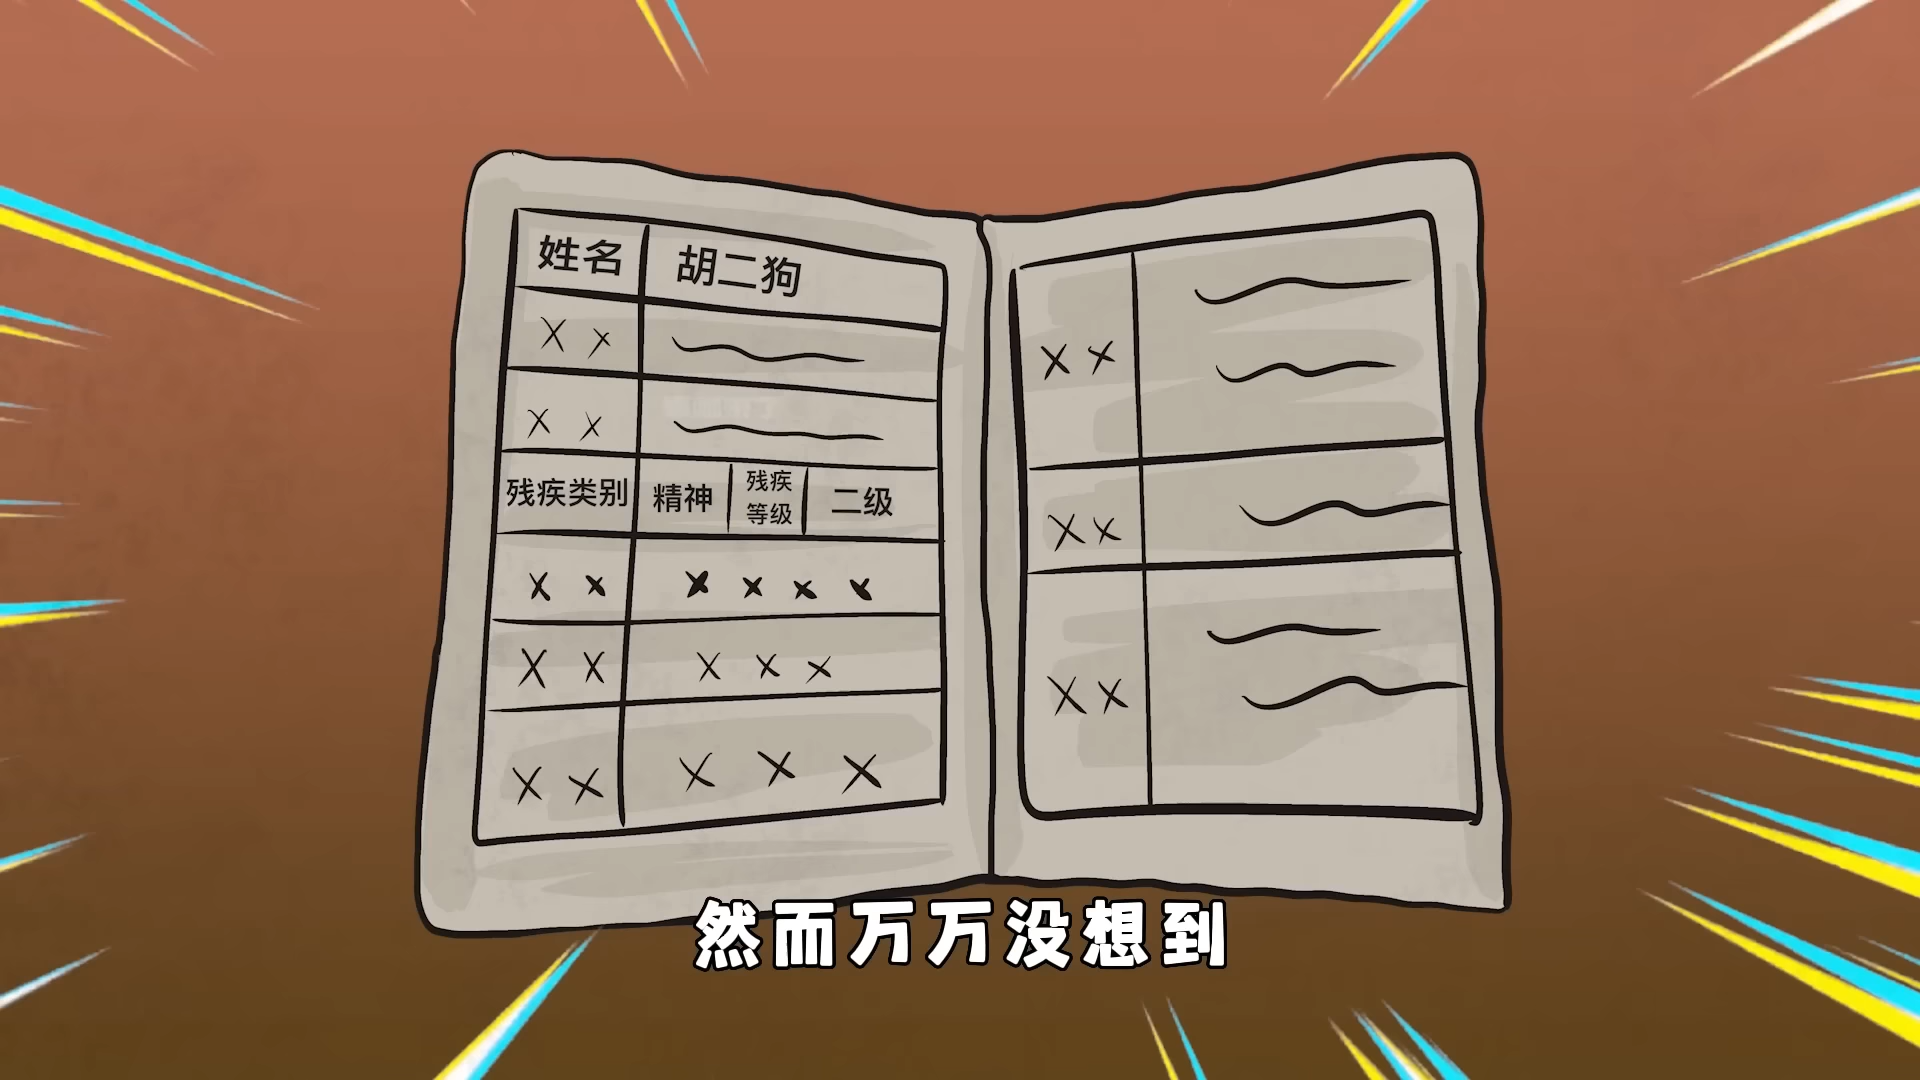 姓名 胡二狗
×× 
××
残疾类别 精神 残疾等级 二级
×× ××××
×× ×××
×× ×××
××
××
××
然而万万没想到